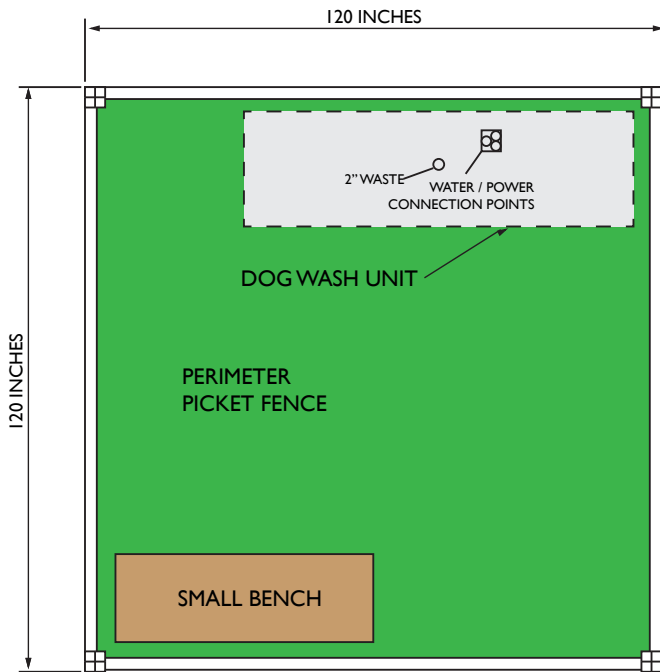 120 INCHES
2" WASTE
WATER / POWER
CONNECTION POINTS
DOG WASH UNIT
120 INCHES
PERIMETER
PICKET FENCE
SMALL BENCH